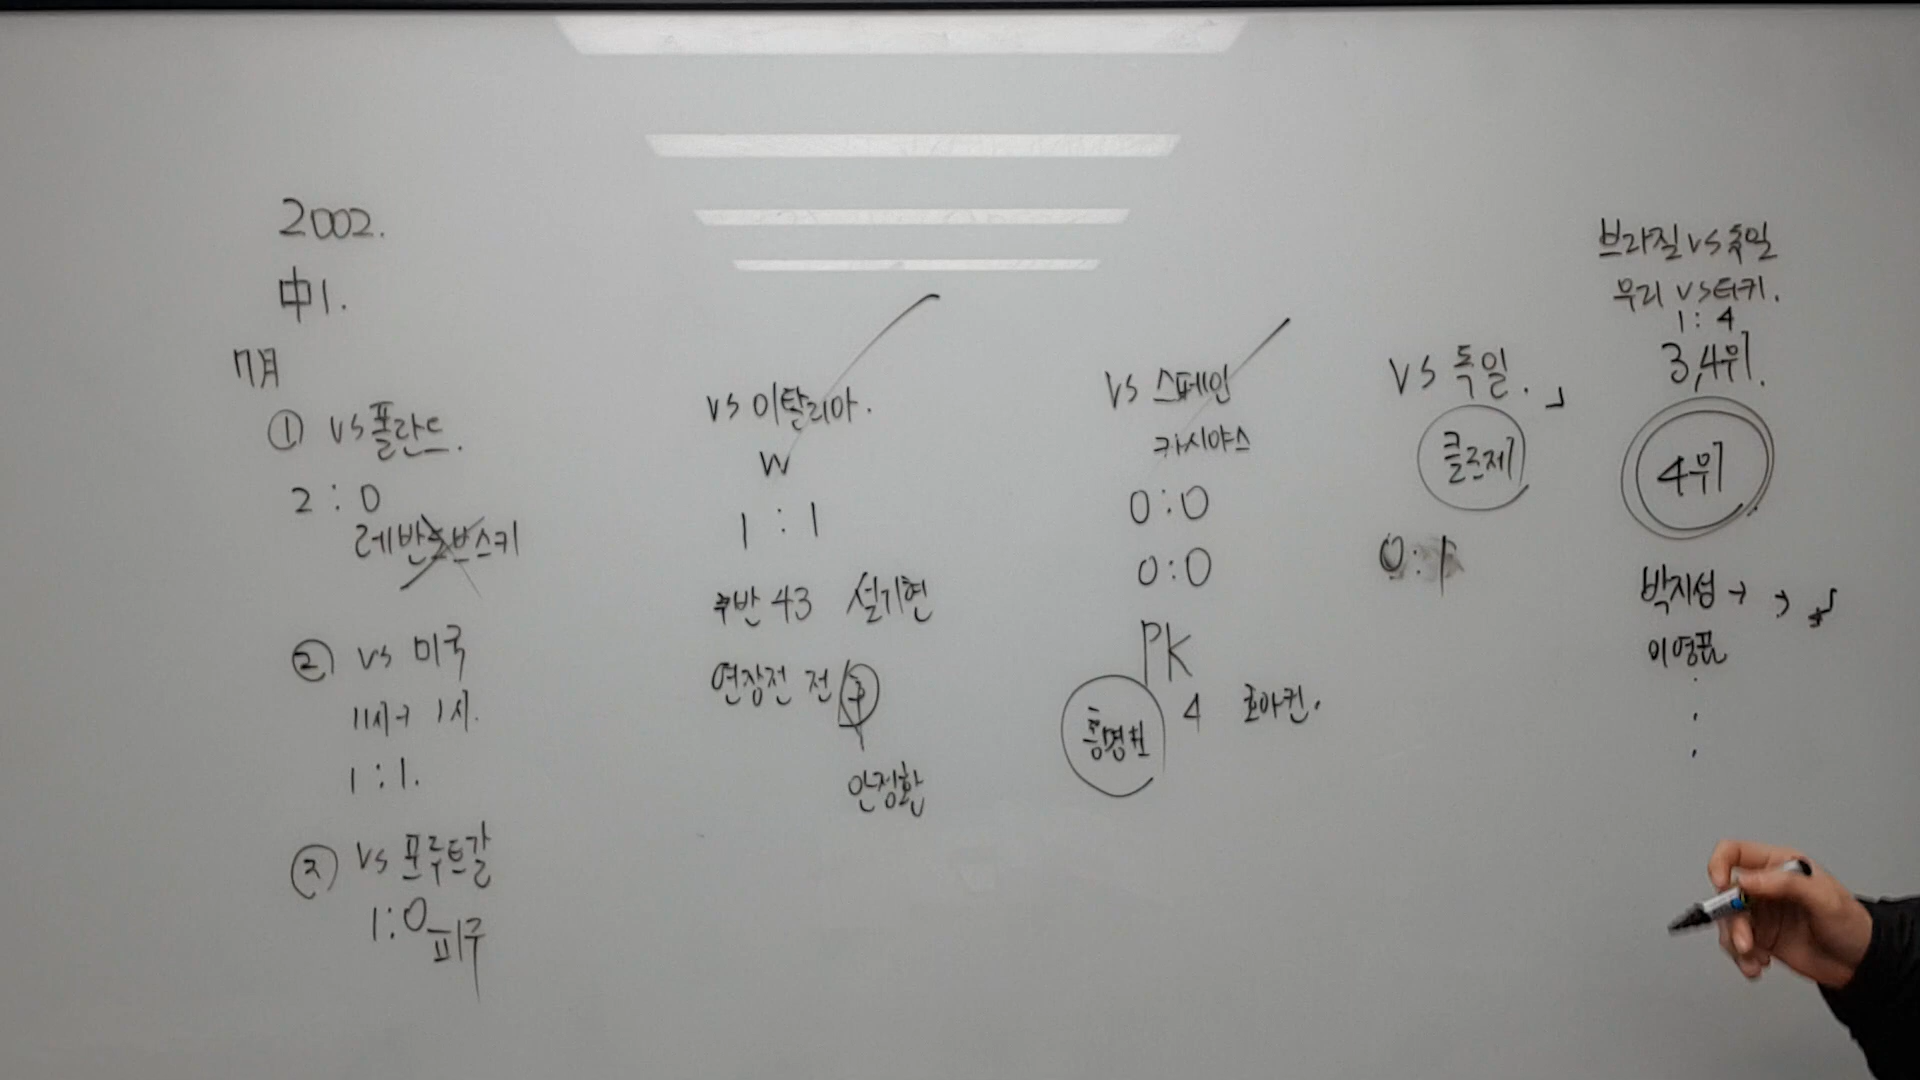 2002.
中1.
7月
① VS 폴란드.
2 : 0
레반도브스키
② VS 미국
11시→ 1시.
1 : 1.
③ VS 포루트갈
1:0 피구
VS 이탈리아.
W
1 : 1
후반 43 설기현
연장전 전 후
안정환
VS 스페인
카시야스
0:0
0:0
PK
홍명보 4 호아킨.
VS 독일.
클로제
0:1
브라질 VS 독일
우리 VS 터키.
1 : 4
3,4위.
4위
박지성 → →
이영표